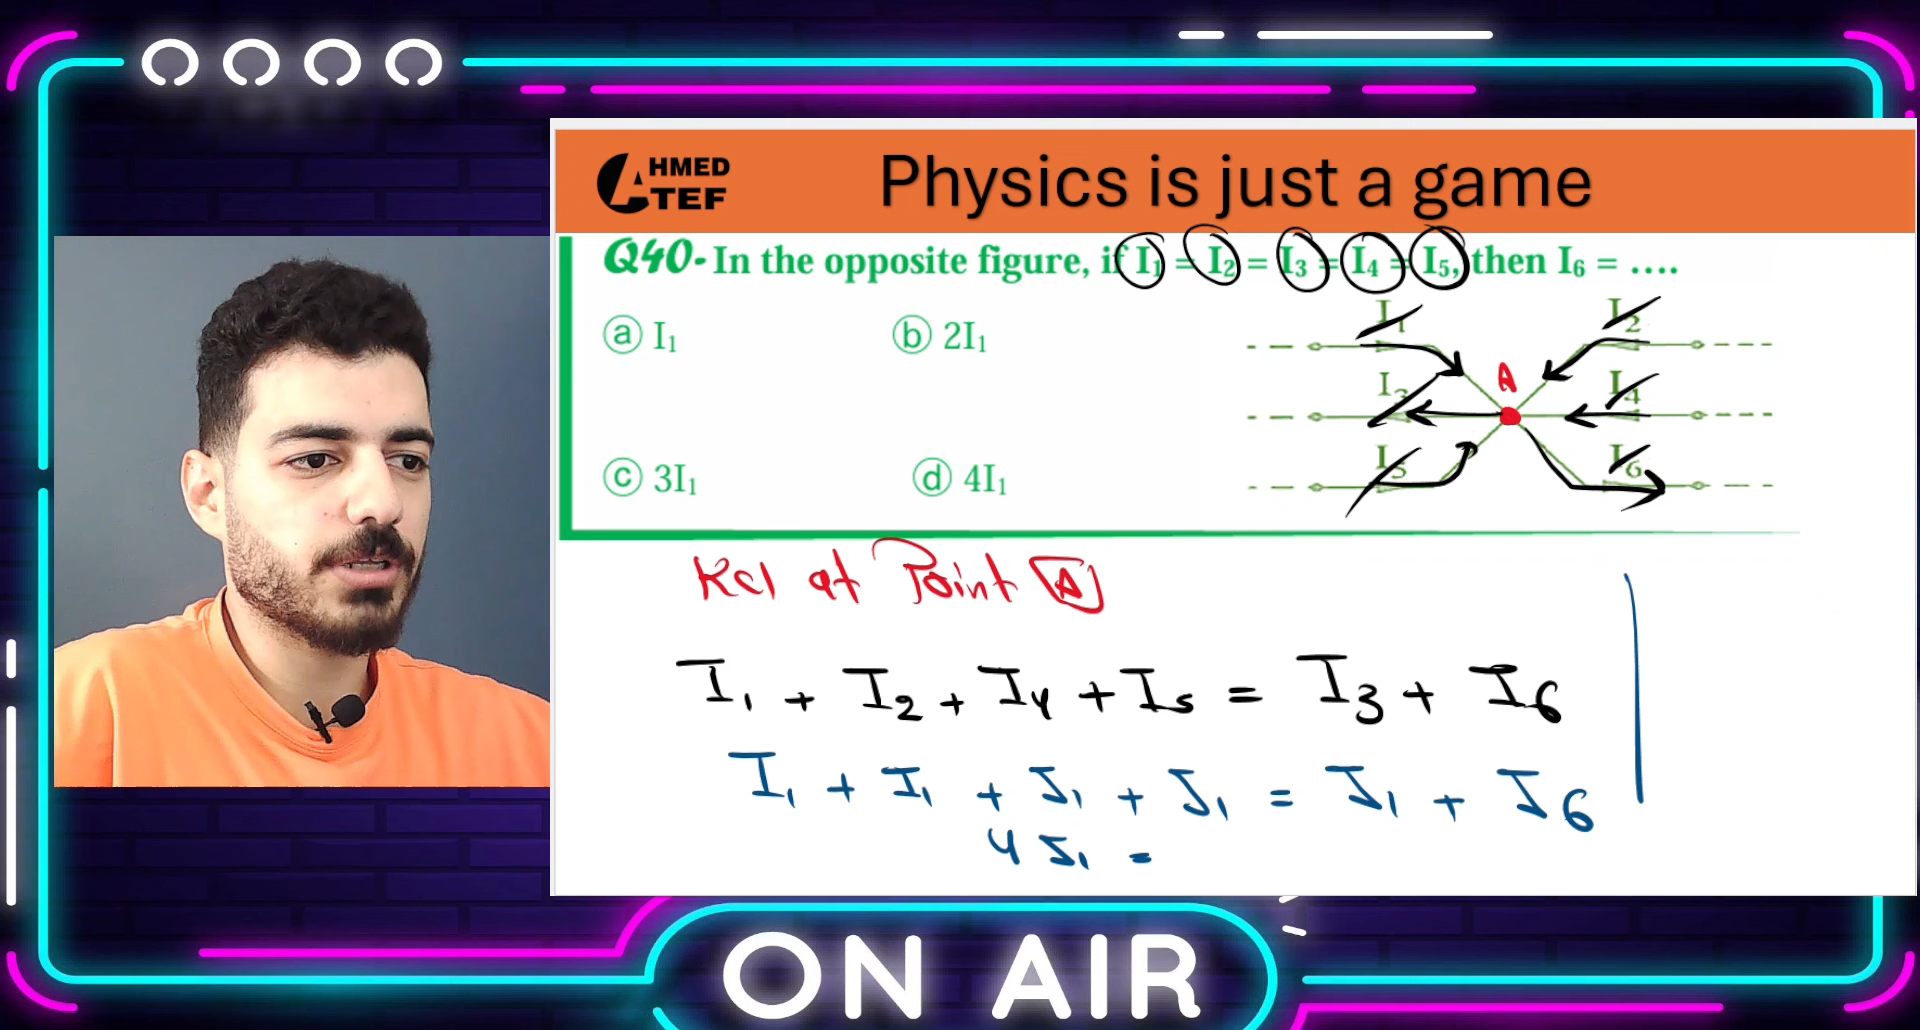 AHMED
ATEF
Physics is just a game
Q40- In the opposite figure, if I₁ = I₂ = I₃ = I₄ = I₅, then I₆ = ....
ⓐ I₁
ⓑ 2I₁
ⓒ 3I₁
ⓓ 4I₁
I₁
I₂
A
I₃
I₄
I₅
I₆
Kcl at Point A
I₁ + I₂ + I₄ + I₅ = I₃ + I₆
I₁ + I₁ + I₁ + I₁ = I₁ + I₆
4 I₁ =
ON AIR